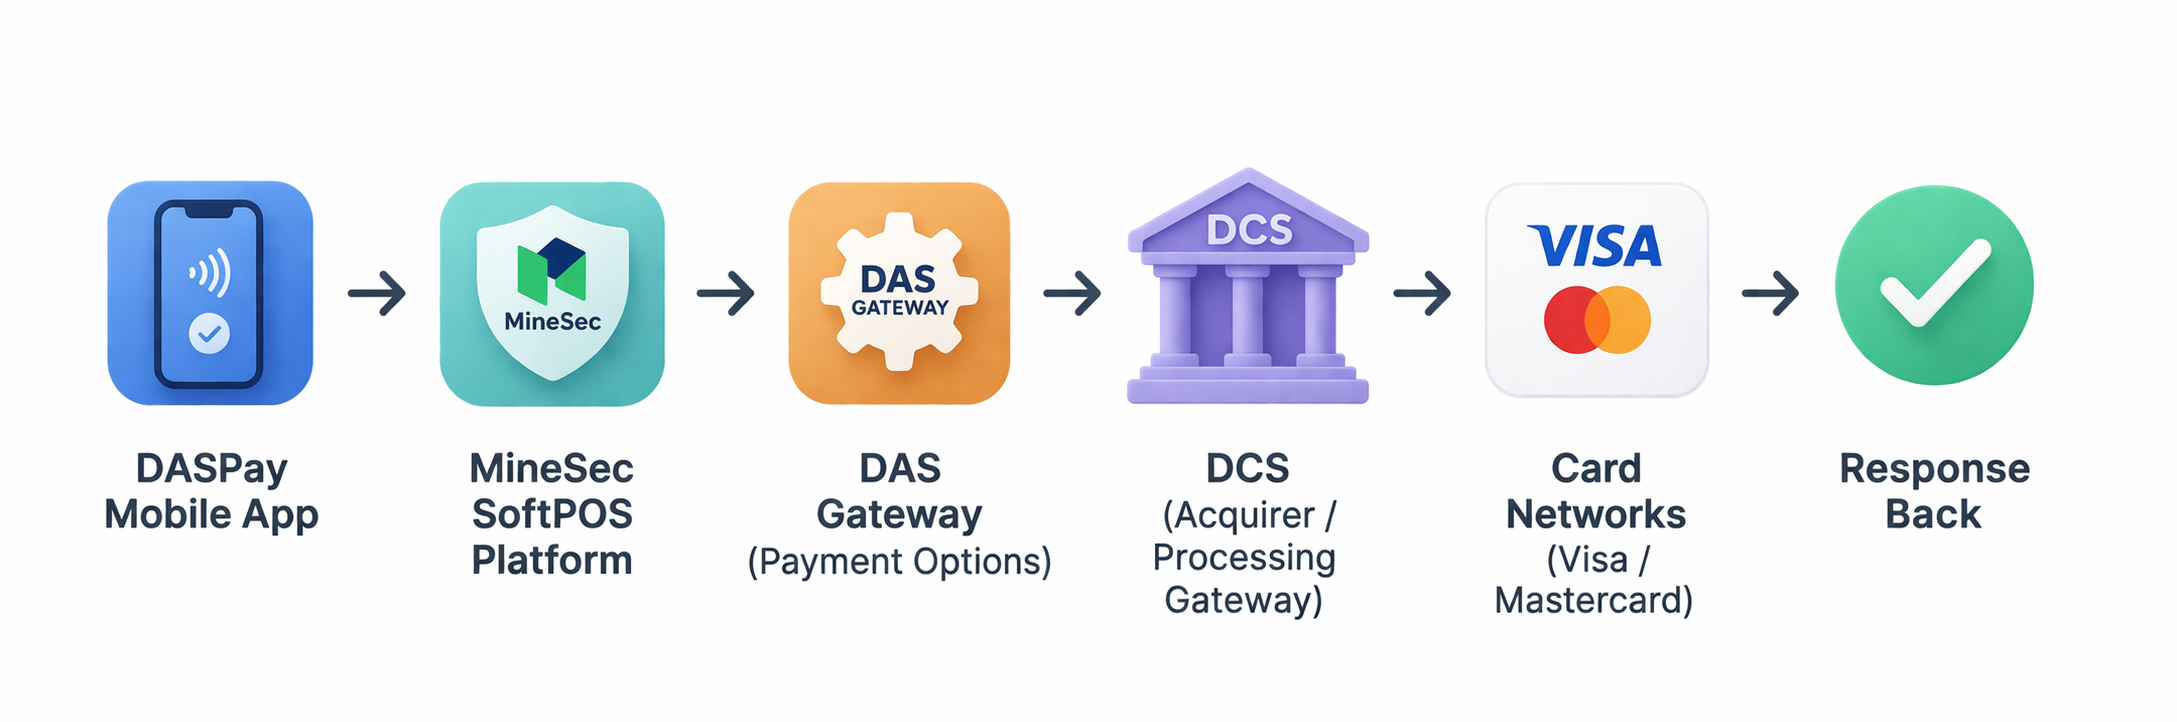 MineSec
DAS
GATEWAY
DCS
VISA
DASPay
Mobile App
MineSec
SoftPOS
Platform
DAS
Gateway
(Payment Options)
DCS
(Acquirer /
Processing
Gateway)
Card
Networks
(Visa /
Mastercard)
Response
Back